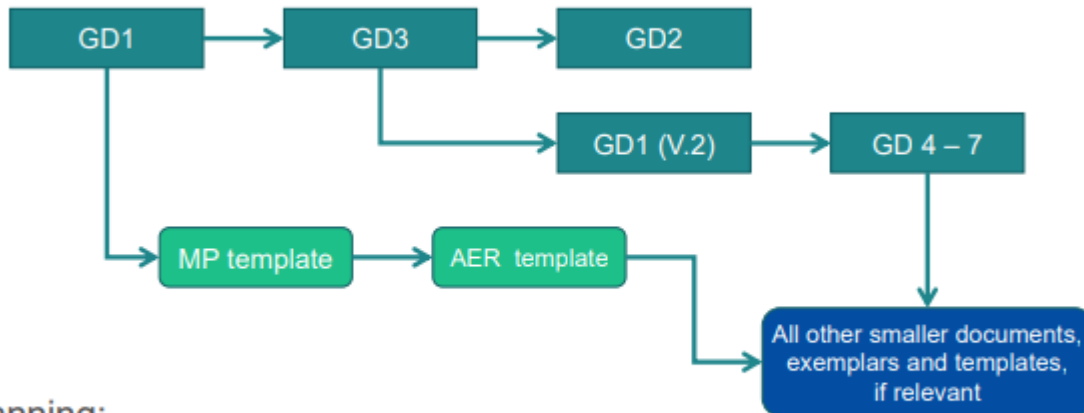 GD1
GD3
GD2
GD1 (V.2)
GD 4 – 7
MP template
AER template
All other smaller documents,
exemplars and templates,
if relevant